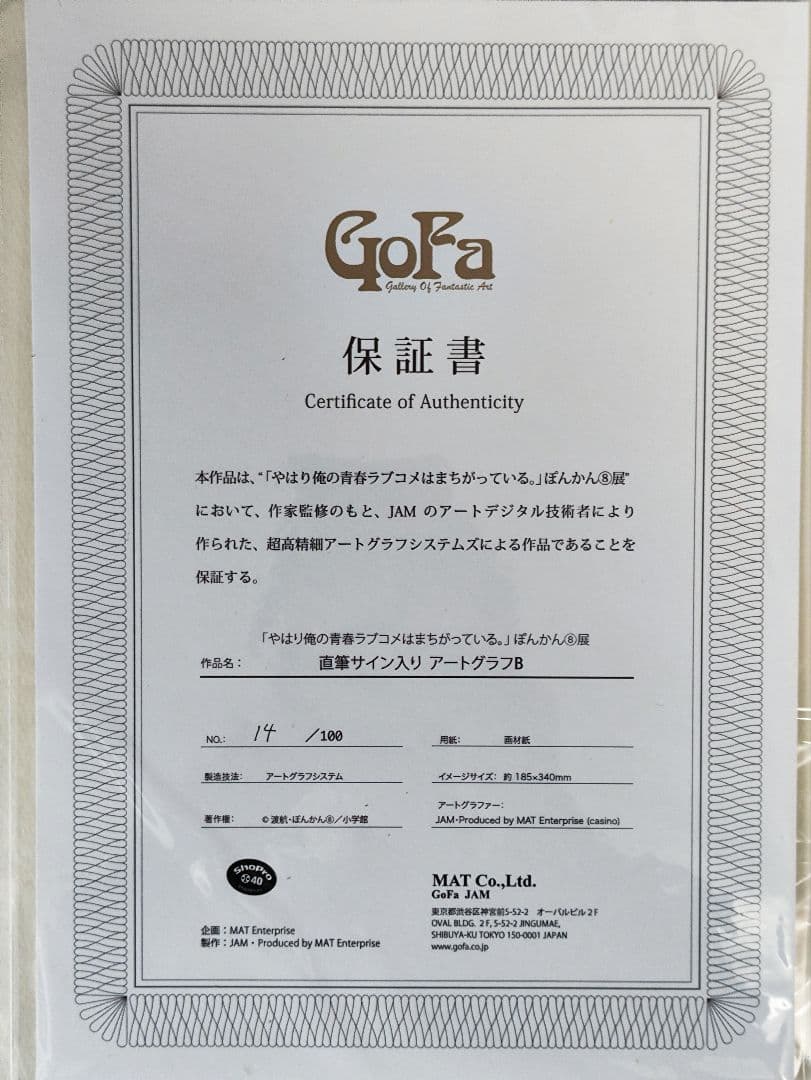 GoFa
Gallery Of Fantastic Art
保証書
Certificate of Authenticity
本作品は、“「やはり俺の青春ラブコメはまちがっている。」ぽんかん⑧展”
において、作家監修のもと、JAM のアートデジタル技術者により
作られた、超高精細アートグラフシステムズによる作品であることを
保証する。
「やはり俺の青春ラブコメはまちがっている。」ぽんかん⑧展
作品名： 直筆サイン入り アートグラフB
NO.: 14 /100
用紙: 画材紙
製造技法: アートグラフシステム
イメージサイズ: 約 185×340mm
著作権: © 渡航・ぽんかん⑧／小学館
アートグラファー:
JAM・Produced by MAT Enterprise (casino)
ShoPro
40
MAT Co.,Ltd.
GoFa JAM
東京都渋谷区神宮前5-52-2 オーバルビル２F
OVAL BLDG. 2F, 5-52-2 JINGUMAE,
SHIBUYA-KU TOKYO 150-0001 JAPAN
www.gofa.co.jp
企画：MAT Enterprise
製作：JAM・Produced by MAT Enterprise